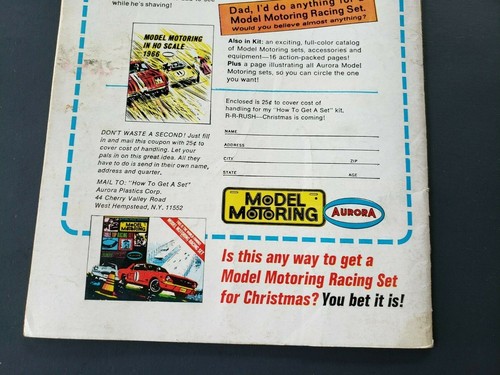 while he's shaving!
Dad, I'd do anything for a
Model Motoring Racing Set.
Would you believe almost anything?
Also in Kit: an exciting, full-color catalog
of Model Motoring sets, accessories and
equipment—16 action-packed pages!
Plus a page illustrating all Aurora Model
Motoring sets, so you can circle the one
you want!
MODEL MOTORING
IN HO SCALE
1966
Enclosed is 25¢ to cover cost of
handling for my "How To Get A Set" kit.
R-R-RUSH—Christmas is coming!
DON'T WASTE A SECOND! Just fill
in and mail this coupon with 25¢ to
cover cost of handling. Let your
pals in on this great idea. All they
have to do is send in their own name,
address and quarter.
NAME
ADDRESS
CITY ZIP
STATE AGE
MAIL TO: "How To Get A Set"
Aurora Plastics Corp.
44 Cherry Valley Road
West Hempstead, N.Y. 11552
MODEL
MOTORING
AURORA
Is this any way to get a
Model Motoring Racing Set
for Christmas? You bet it is!